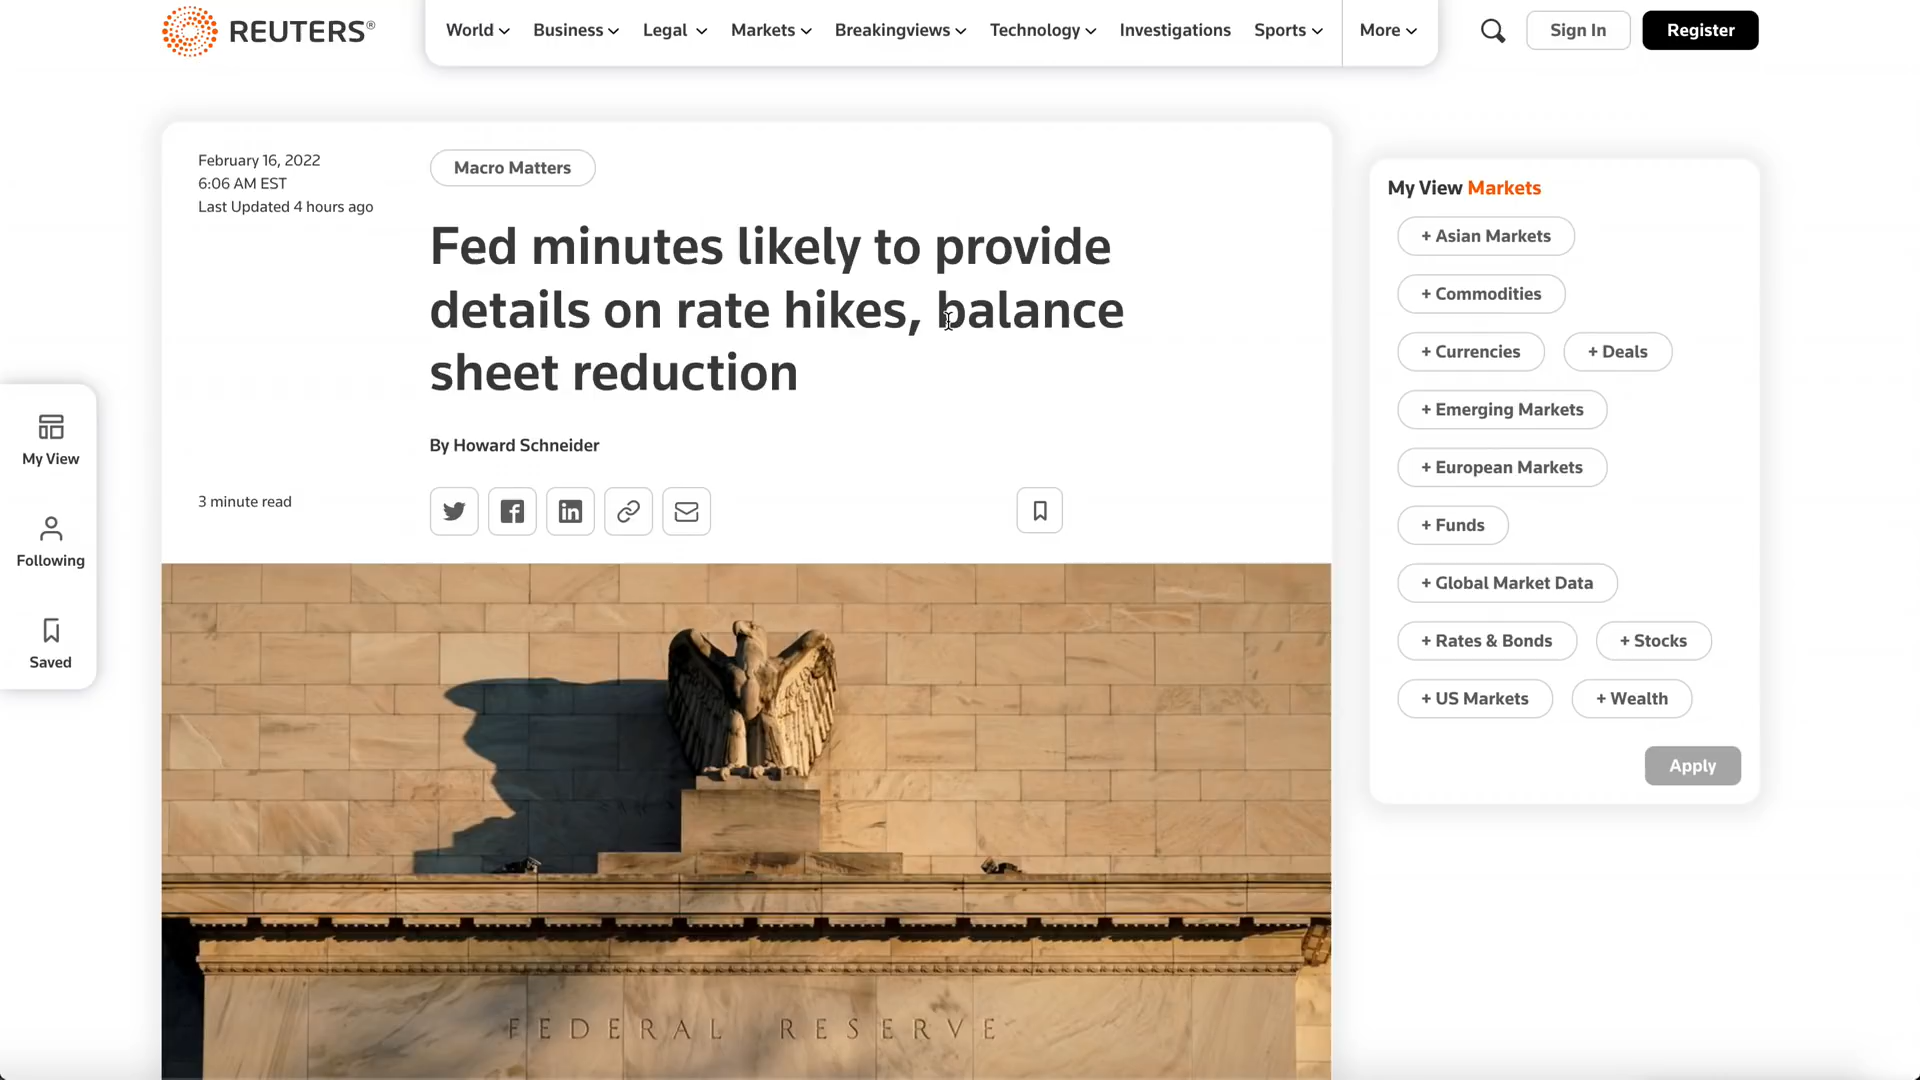 REUTERS®
World
Business
Legal
Markets
Breakingviews
Technology
Investigations
Sports
More
Sign In
Register
February 16, 2022
6:06 AM EST
Last Updated 4 hours ago
Macro Matters
Fed minutes likely to provide
details on rate hikes, balance
sheet reduction
By Howard Schneider
3 minute read
My View
Following
Saved
My View Markets
+ Asian Markets
+ Commodities
+ Currencies
+ Deals
+ Emerging Markets
+ European Markets
+ Funds
+ Global Market Data
+ Rates & Bonds
+ Stocks
+ US Markets
+ Wealth
Apply
FEDERAL RESERVE